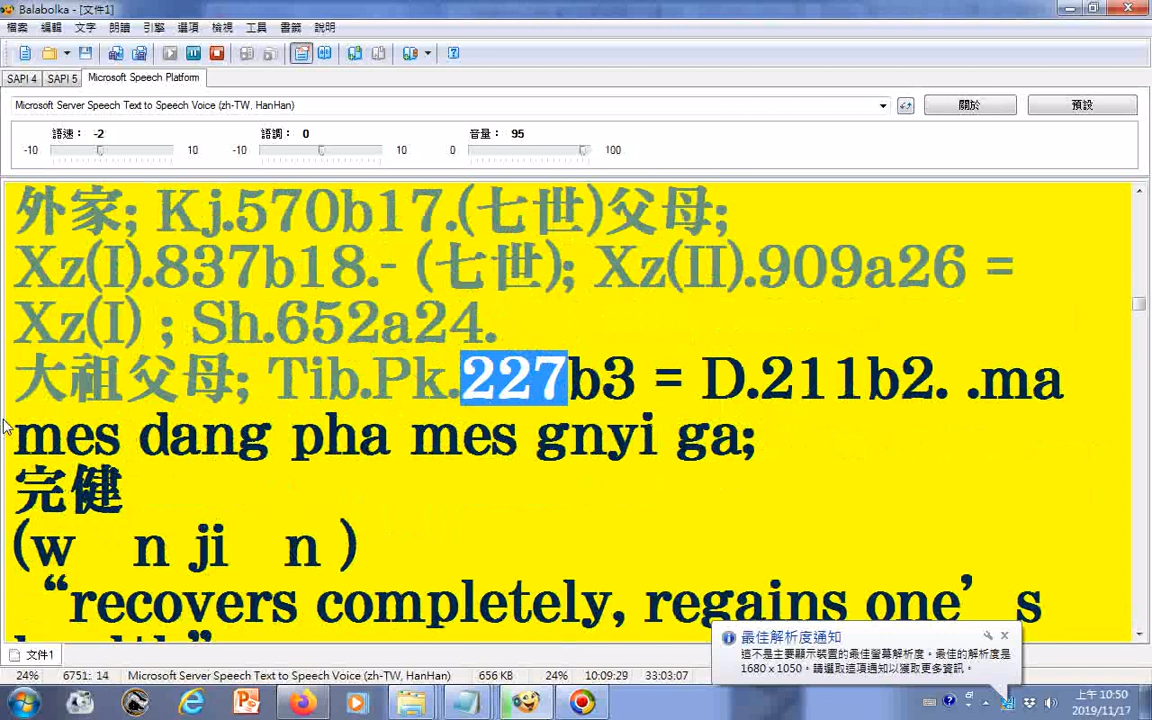 Balabolka - [文件1]
檔案 編輯 文字 朗讀 引擎 選項 檢視 工具 書籤 說明
SAPI 4 SAPI 5 Microsoft Speech Platform
Microsoft Server Speech Text to Speech Voice (zh-TW, HanHan) 關於 預設
語速： -2 語調： 0 音量： 95
-10 10 -10 10 0 100
外家; Kj.570b17.(七世)父母;
Xz(I).837b18.- (七世); Xz(II).909a26 =
Xz(I) ; Sh.652a24.
大祖父母; Tib.Pk.227b3 = D.211b2. .ma
mes dang pha mes gnyi ga;
完健
(w n ji n )
“recovers completely, regains one’s
文件1
最佳解析度通知
這不是主要顯示裝置的最佳螢幕解析度。最佳的解析度是
1680 x 1050。請選取這項通知以獲取更多資訊。
24% 6751: 14 Microsoft Server Speech Text to Speech Voice (zh-TW, HanHan) 656 KB 24% 10:09:29 33:03:07
上午 10:50
2019/11/17